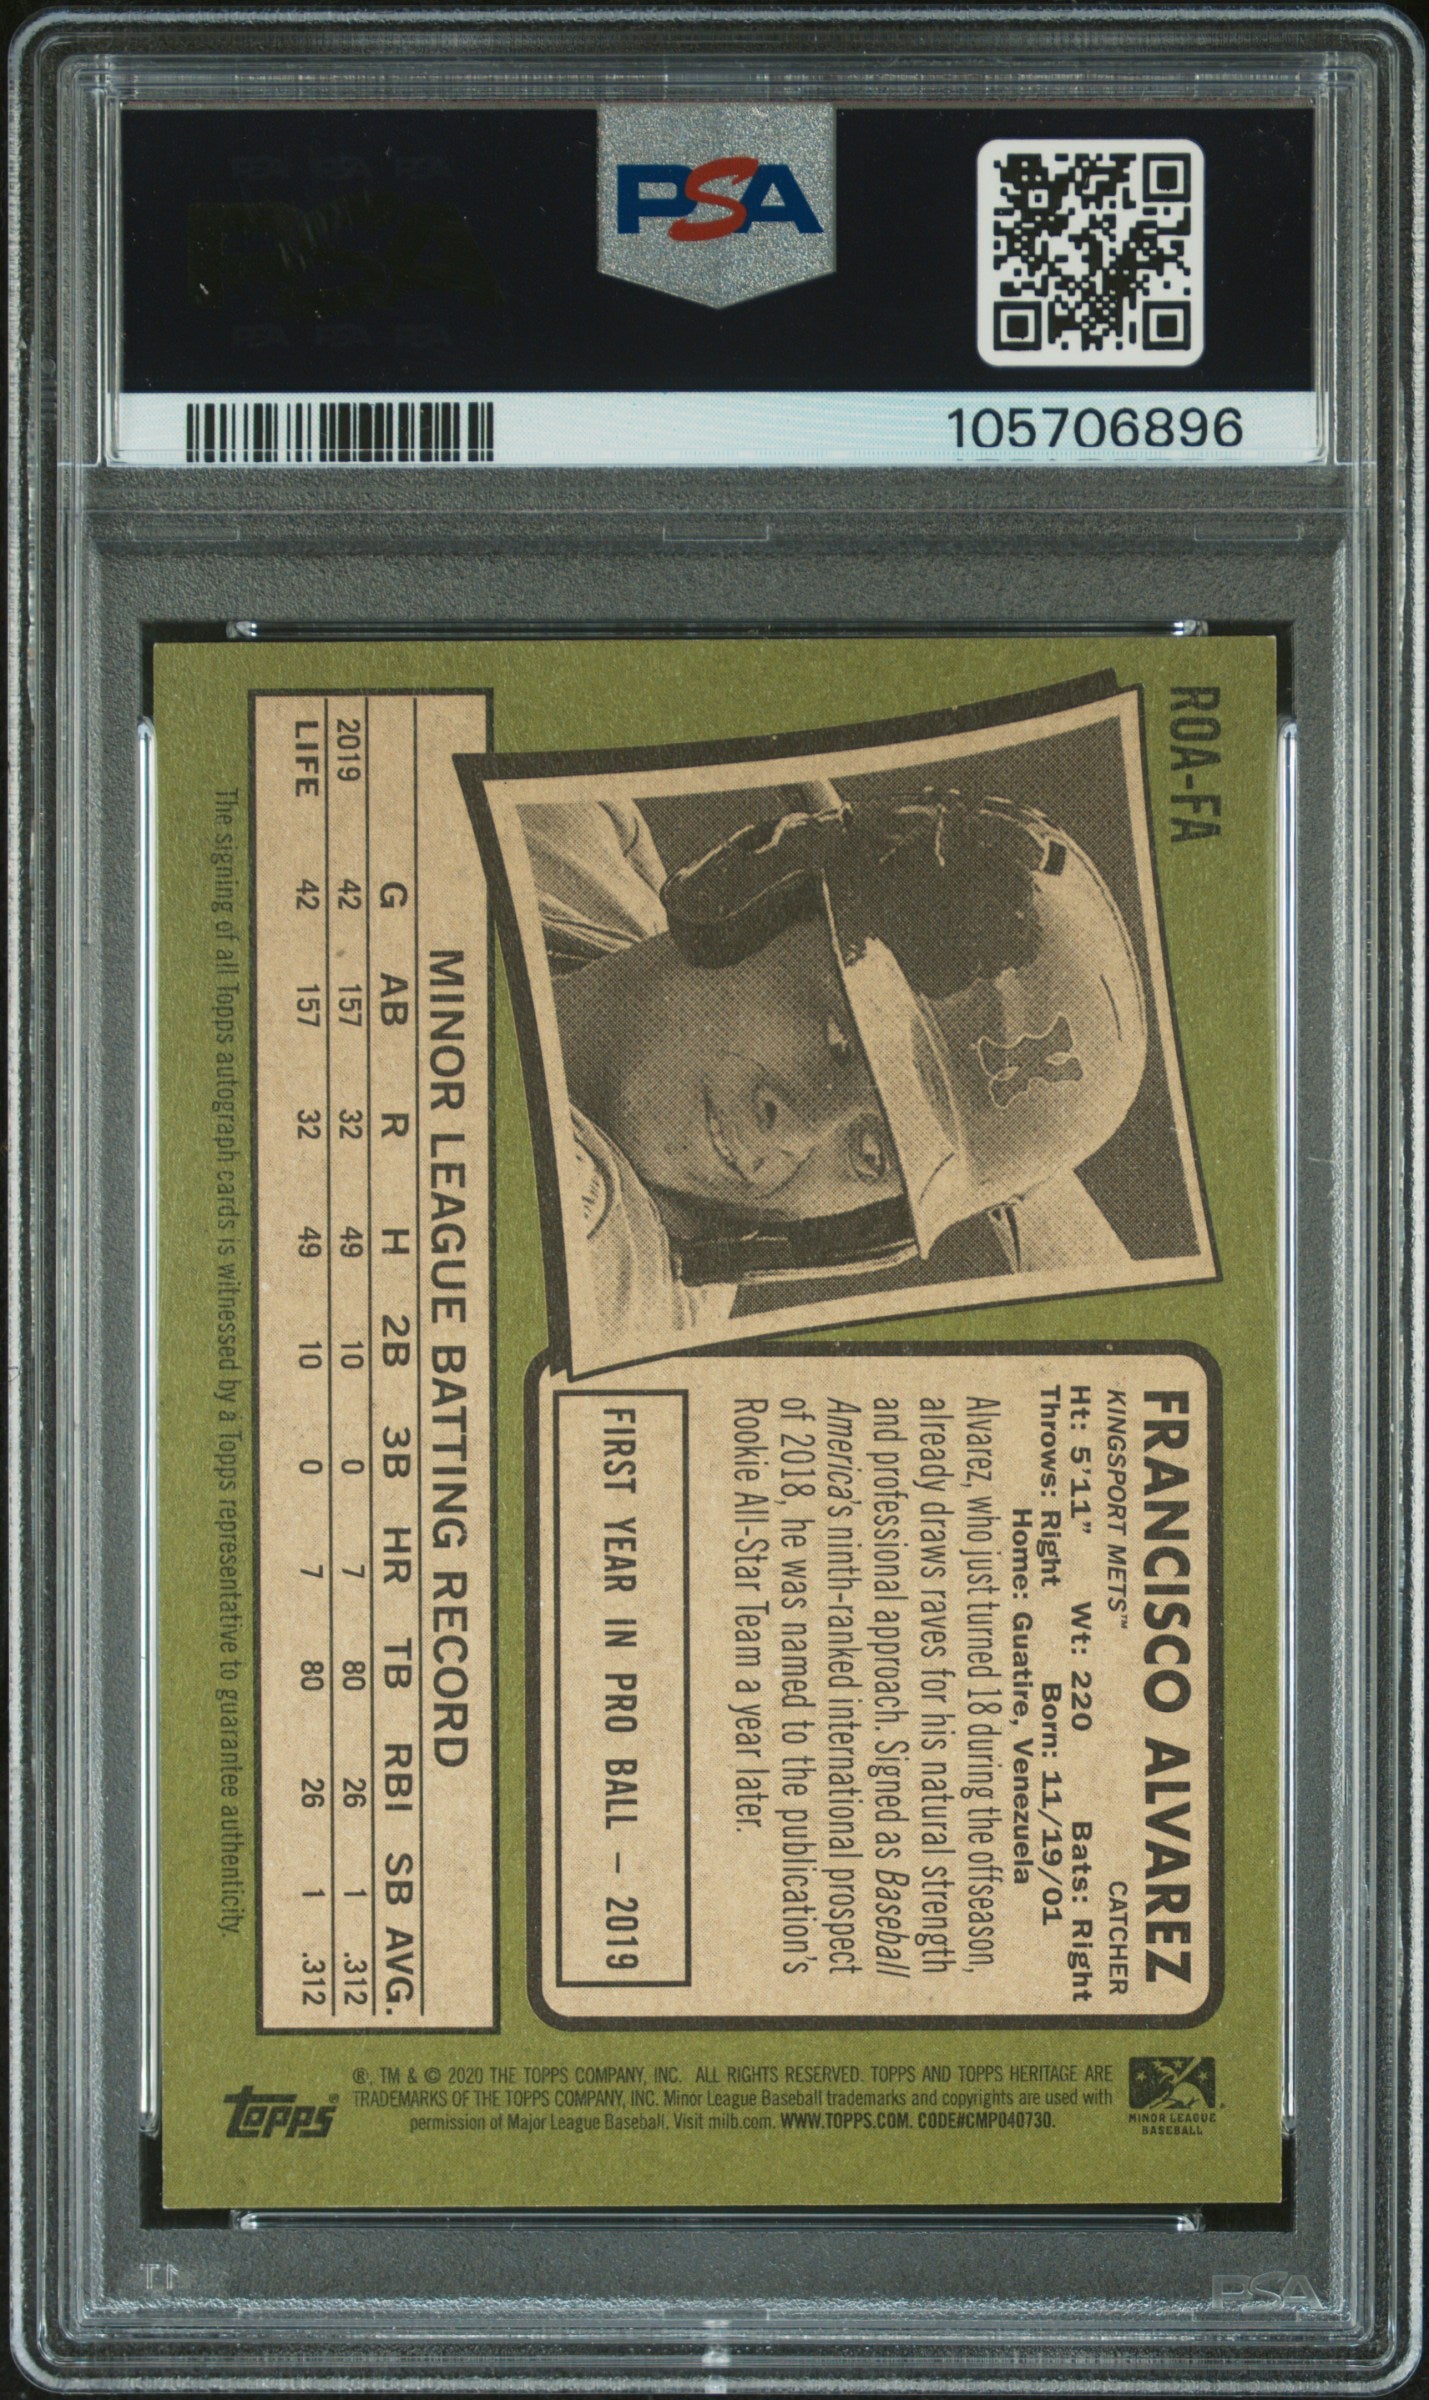 PSA
105706896
ROA-FA
FRANCISCO ALVAREZ
KINGSPORT METS™ CATCHER
Ht: 5'11" Wt: 220 Bats: Right
Throws: Right Born: 11/19/01
Home: Guatire, Venezuela
Alvarez, who just turned 18 during the offseason,
already draws raves for his natural strength
and professional approach. Signed as Baseball
America's ninth-ranked international prospect
of 2018, he was named to the publication's
Rookie All-Star Team a year later.
FIRST YEAR IN PRO BALL – 2019
MINOR LEAGUE BATTING RECORD
G AB R H 2B 3B HR TB RBI SB AVG.
2019 42 157 32 49 10 0 7 80 26 1 .312
LIFE 42 157 32 49 10 0 7 80 26 1 .312
The signing of all Topps autograph cards is witnessed by a Topps representative to guarantee authenticity.
MINOR LEAGUE
BASEBALL
®, TM & © 2020 THE TOPPS COMPANY, INC. ALL RIGHTS RESERVED. TOPPS AND TOPPS HERITAGE ARE
TRADEMARKS OF THE TOPPS COMPANY, INC. Minor League Baseball trademarks and copyrights are used with
permission of Major League Baseball. Visit milb.com. WWW.TOPPS.COM. CODE#CMP040730.
topps®
PSA